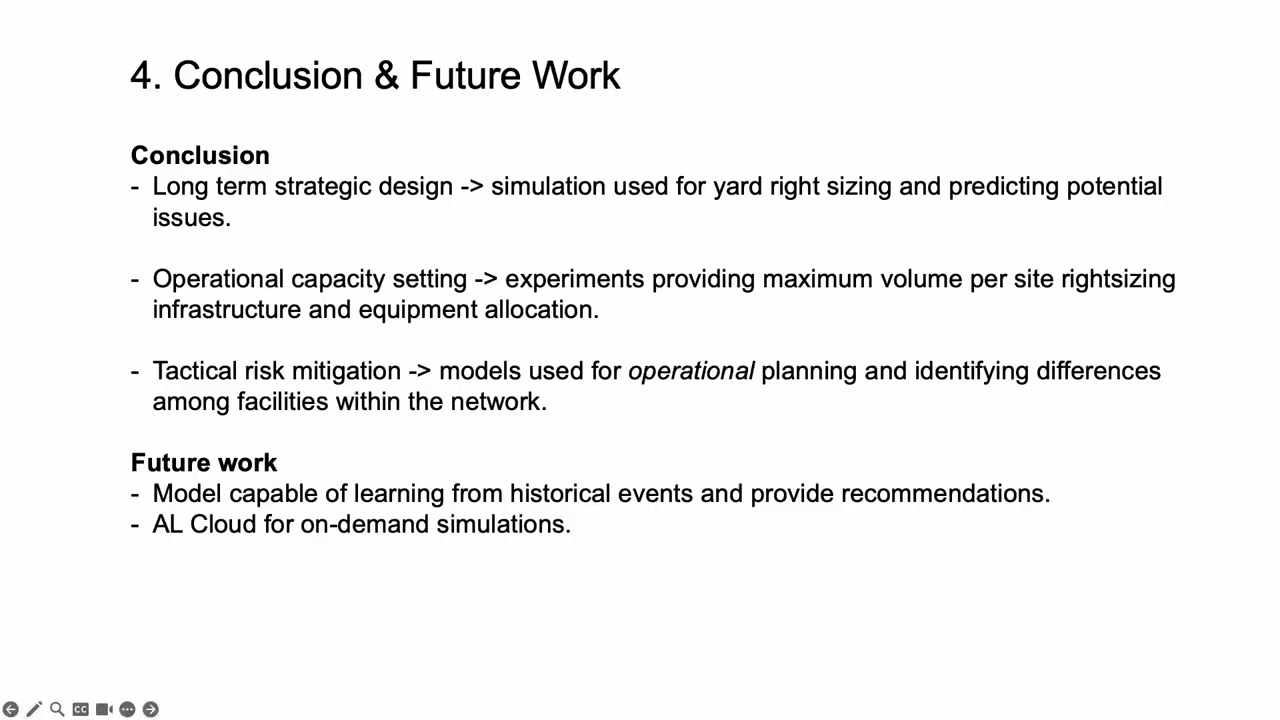 4. Conclusion & Future Work
Conclusion
- Long term strategic design -> simulation used for yard right sizing and predicting potential
issues.
- Operational capacity setting -> experiments providing maximum volume per site rightsizing
infrastructure and equipment allocation.
- Tactical risk mitigation -> models used for operational planning and identifying differences
among facilities within the network.
Future work
- Model capable of learning from historical events and provide recommendations.
- AL Cloud for on-demand simulations.
CC